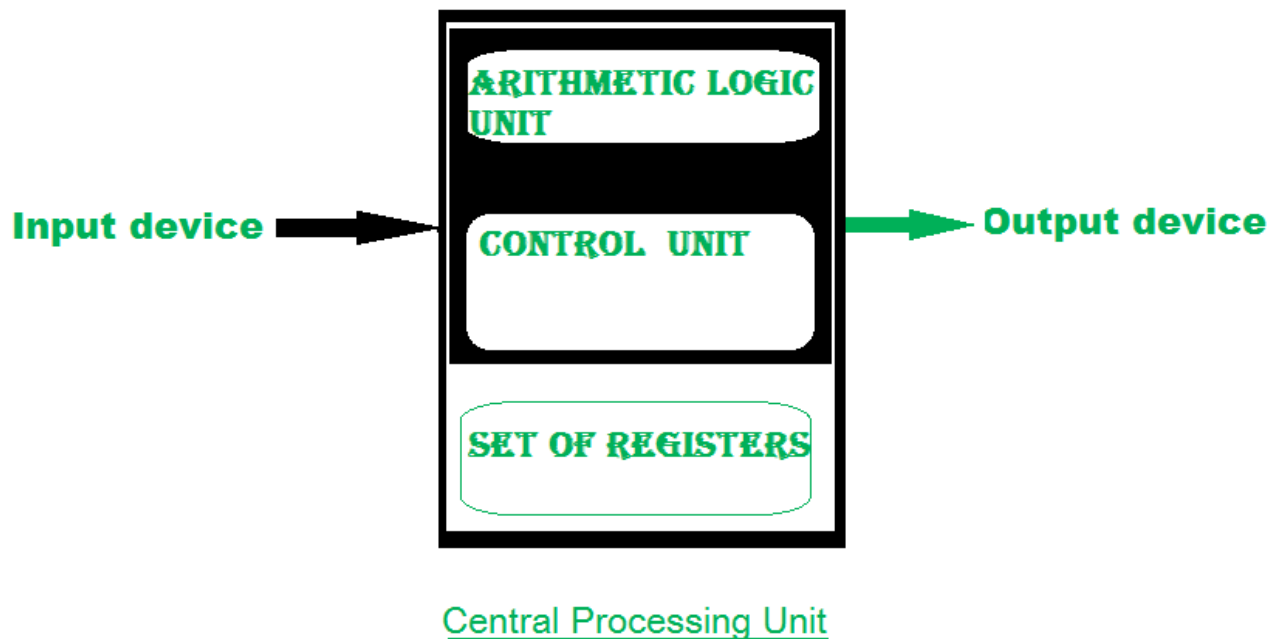 ARITHMETIC LOGIC
UNIT
Input device
CONTROL UNIT
Output device
SET OF REGISTERS
Central Processing Unit